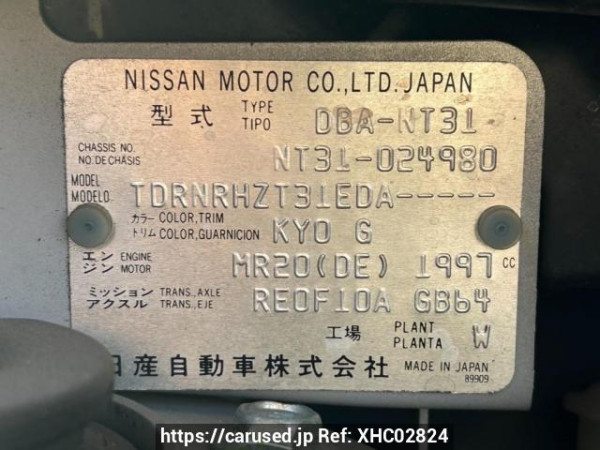 NISSAN MOTOR CO.,LTD. JAPAN
型式 TYPE TIPO DBA-NT31
CHASSIS NO. NO. DE CHASIS NT31-024980
MODEL MODELO TDRNRHZT31EDA-----
カラー COLOR,TRIM トリム COLOR,GUARNICION KYO G
エンジン ENGINE MOTOR MR20(DE) 1997 cc
ミッション TRANS.,AXLE アクスル TRANS.,EJE RE0F10A GB64
工場 PLANT PLANTA W
日産自動車株式会社 MADE IN JAPAN
89909
https://carused.jp Ref: XHC02824